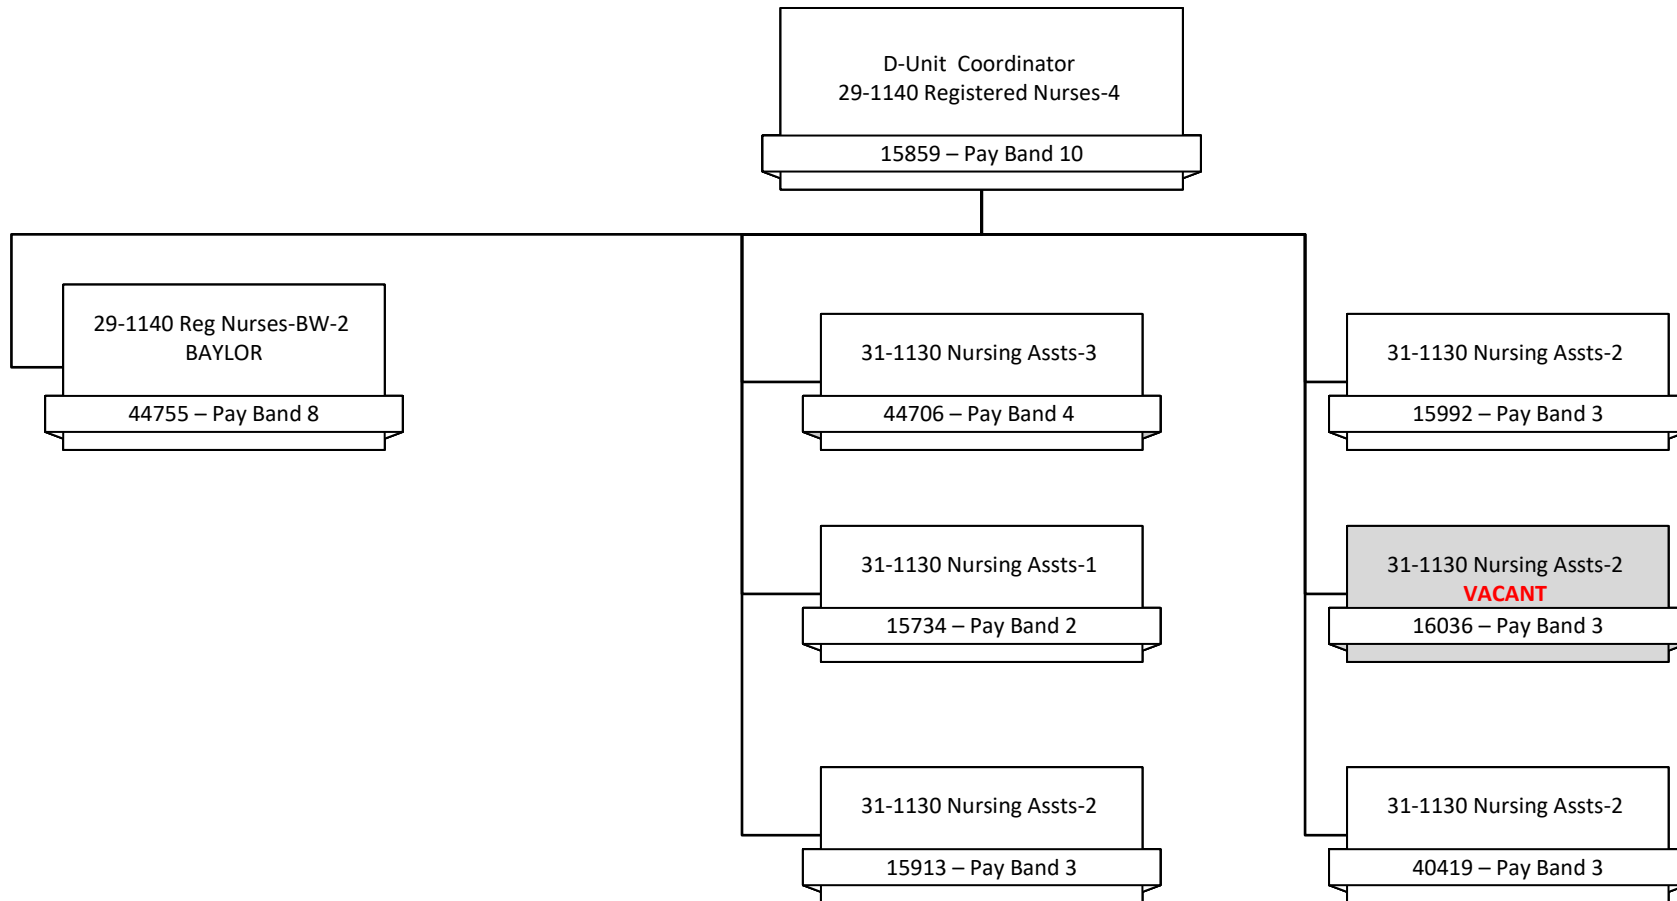 D-Unit  Coordinator
29-1140 Registered Nurses-4
15859 – Pay Band 10
29-1140 Reg Nurses-BW-2
BAYLOR
44755 – Pay Band 8
31-1130 Nursing Assts-3
44706 – Pay Band 4
31-1130 Nursing Assts-2
15992 – Pay Band 3
31-1130 Nursing Assts-1
15734 – Pay Band 2
31-1130 Nursing Assts-2
VACANT
16036 – Pay Band 3
31-1130 Nursing Assts-2
15913 – Pay Band 3
31-1130 Nursing Assts-2
40419 – Pay Band 3